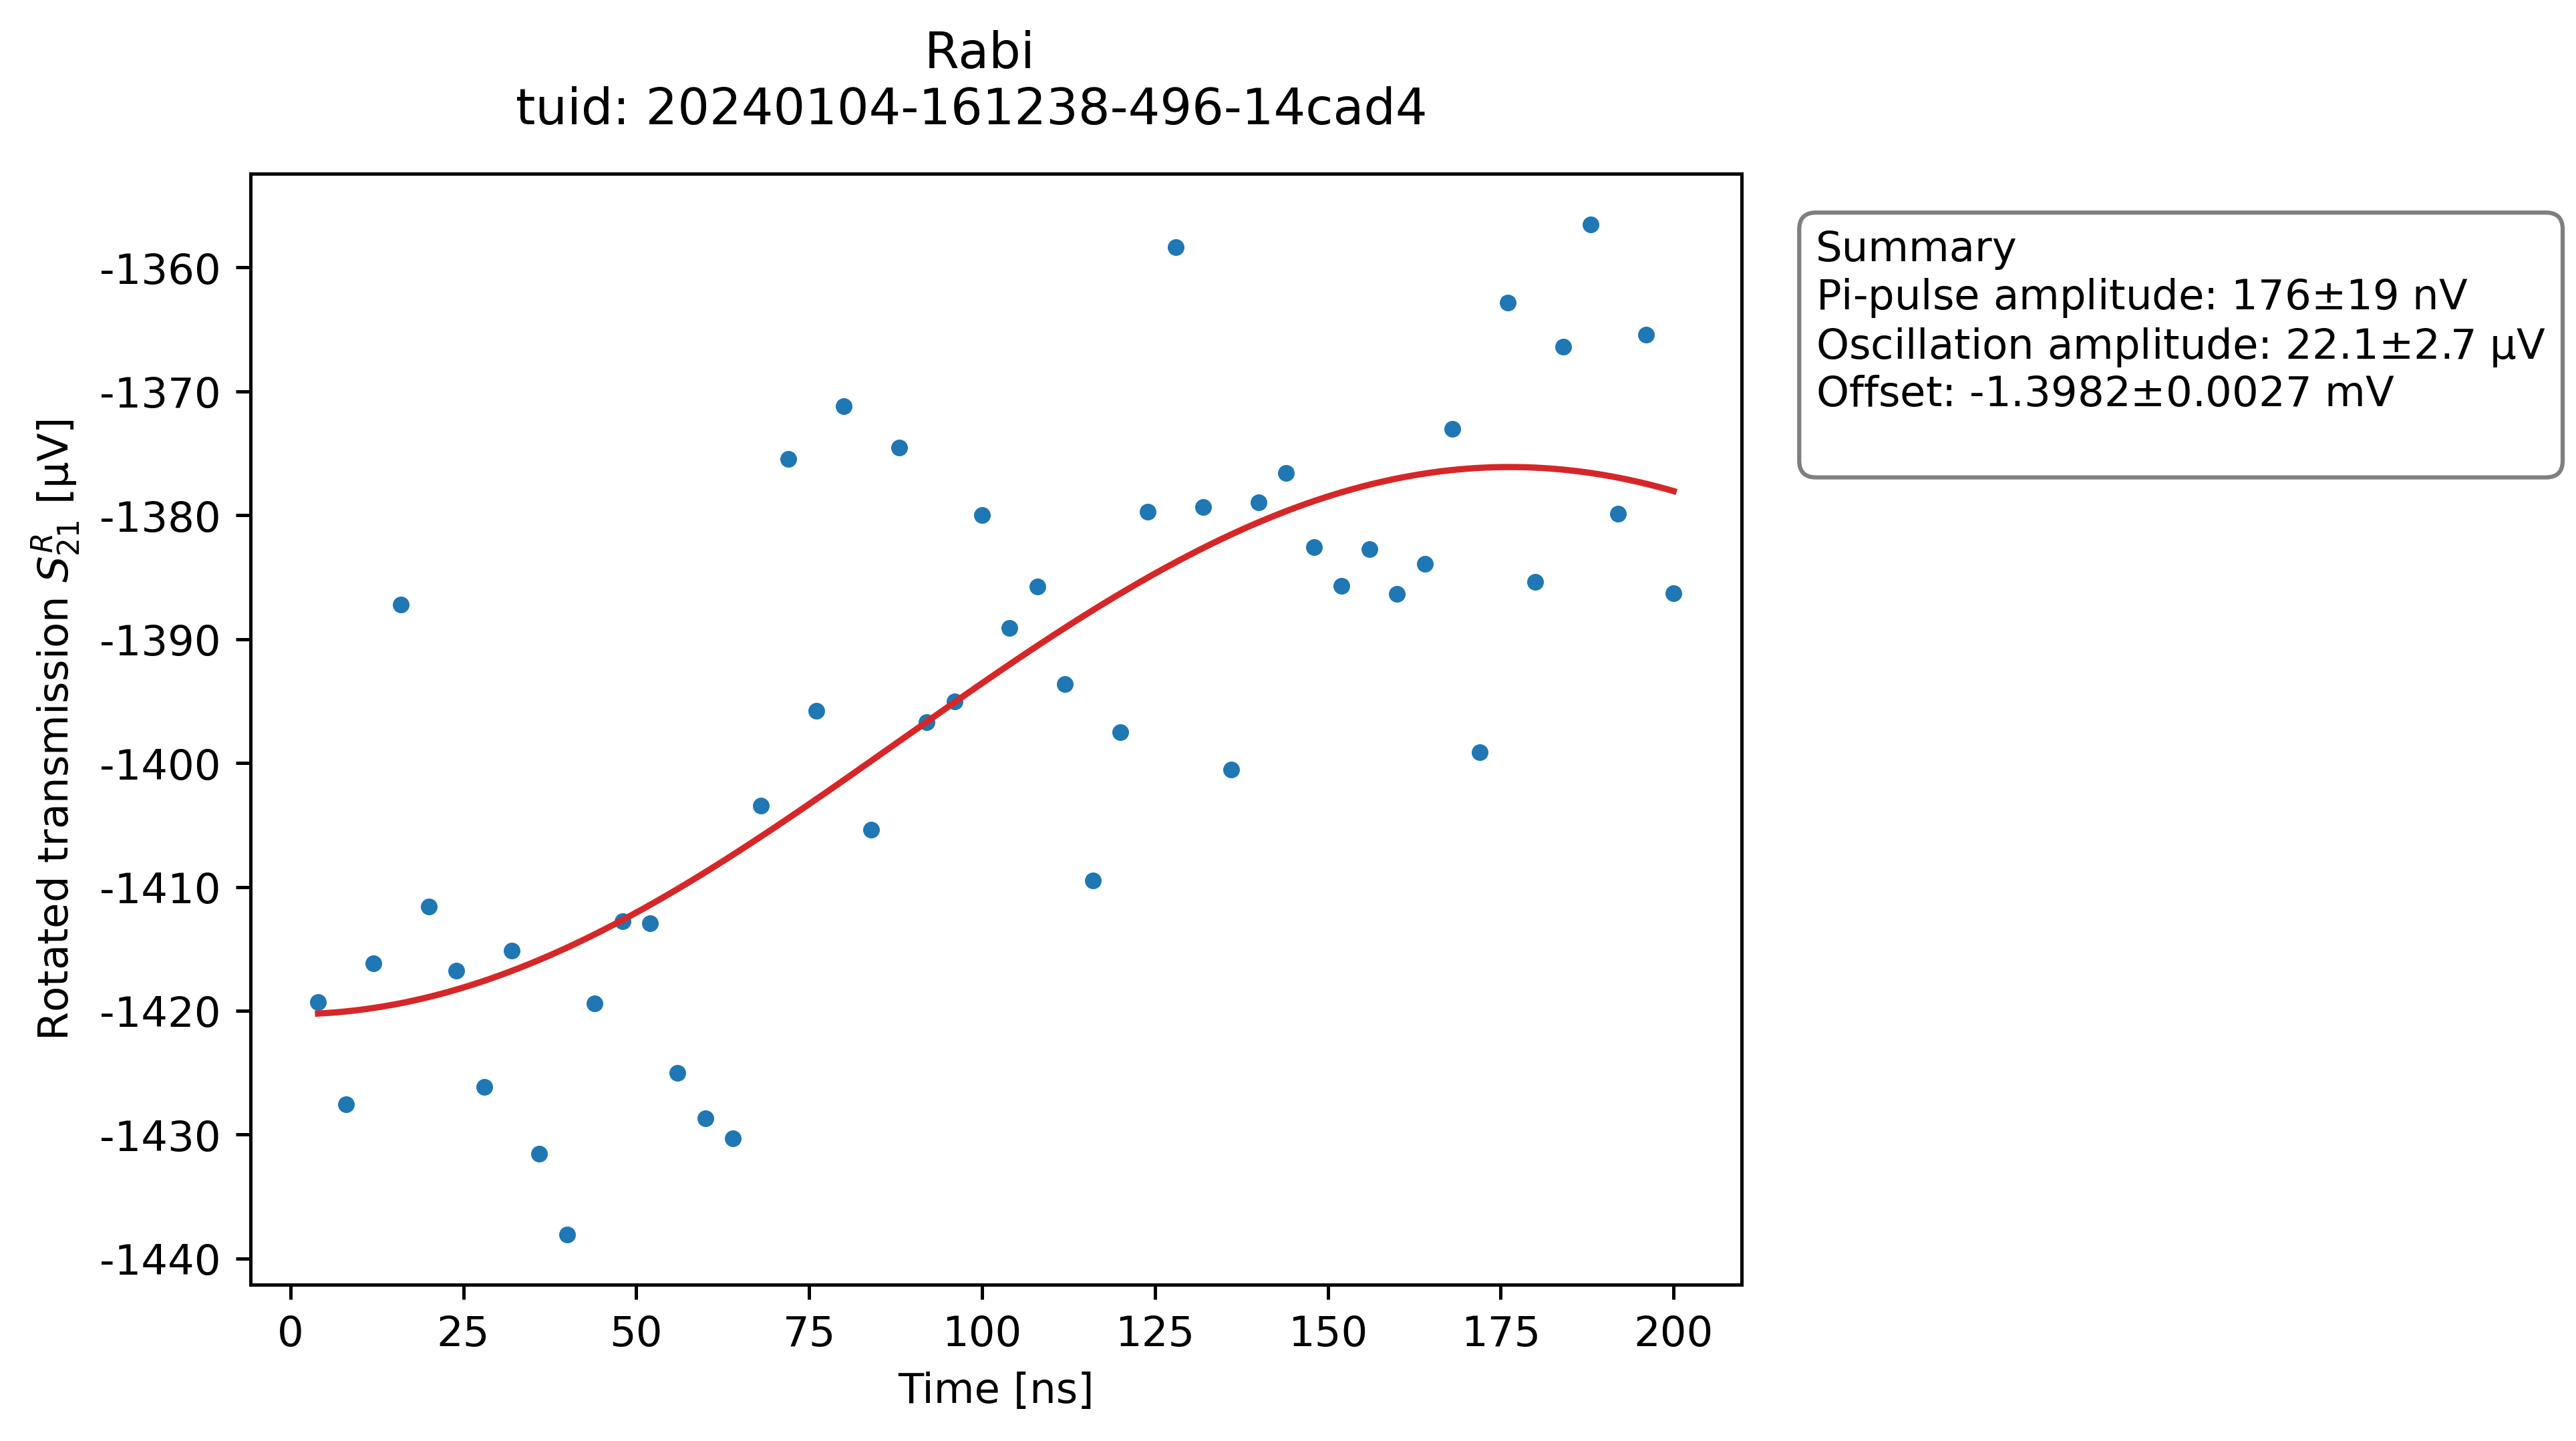 Rabi
tuid: 20240104-161238-496-14cad4
Rotated transmission S^R_21 [µV]
-1360
-1370
-1380
-1390
-1400
-1410
-1420
-1430
-1440
0 25 50 75 100 125 150 175 200
Time [ns]
Summary
Pi-pulse amplitude: 176±19 nV
Oscillation amplitude: 22.1±2.7 µV
Offset: -1.3982±0.0027 mV